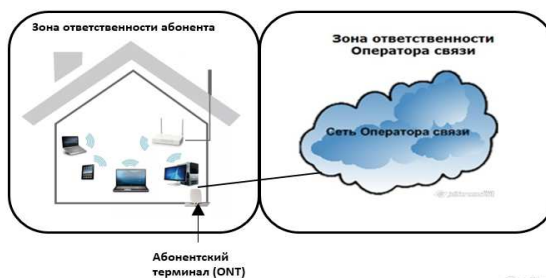 Зона ответственности абонента
Зона ответственности
Оператора связи
Сеть Оператора связи
Абонентский
терминал (ONT)